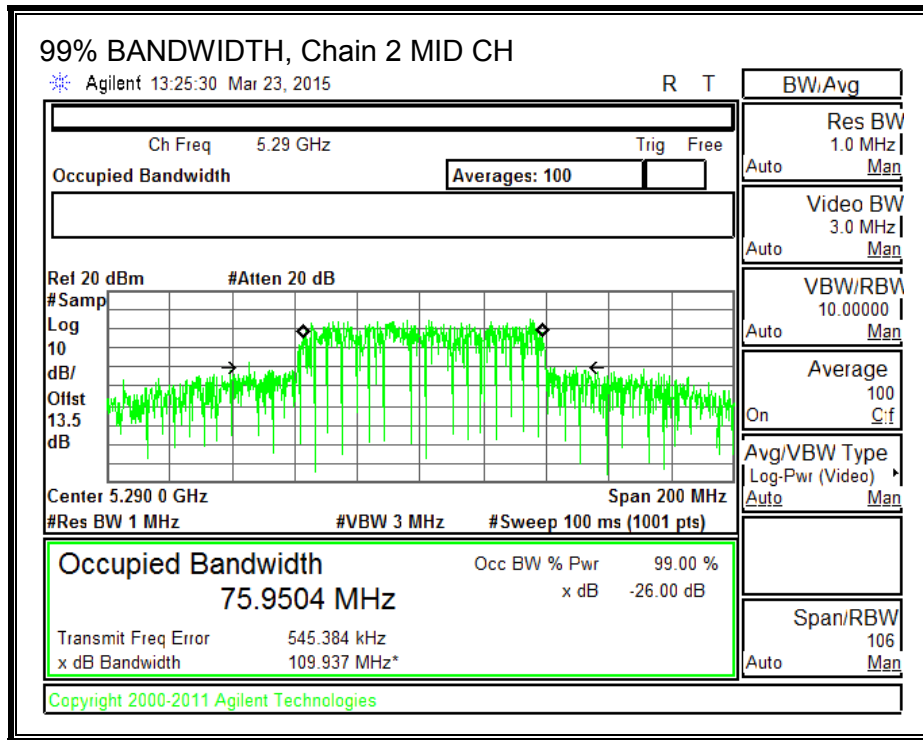 99% BANDWIDTH, Chain 2 MID CH
Agilent 13:25:30 Mar 23, 2015 R T
BW/Avg
Ch Freq 5.29 GHz Trig Free
Occupied Bandwidth Averages: 100
Res BW
1.0 MHz
Auto Man
Video BW
3.0 MHz
Auto Man
Ref 20 dBm #Atten 20 dB
#Samp
Log
10
dB/
Offst
13.5
dB
VBW/RBW
10.00000
Auto Man
Average
100
On Off
Avg/VBW Type
Log-Pwr (Video)
Auto Man
Center 5.290 0 GHz Span 200 MHz
#Res BW 1 MHz #VBW 3 MHz #Sweep 100 ms (1001 pts)
Occupied Bandwidth
75.9504 MHz
Occ BW % Pwr 99.00 %
x dB -26.00 dB
Transmit Freq Error 545.384 kHz
x dB Bandwidth 109.937 MHz*
Span/RBW
106
Auto Man
Copyright 2000-2011 Agilent Technologies